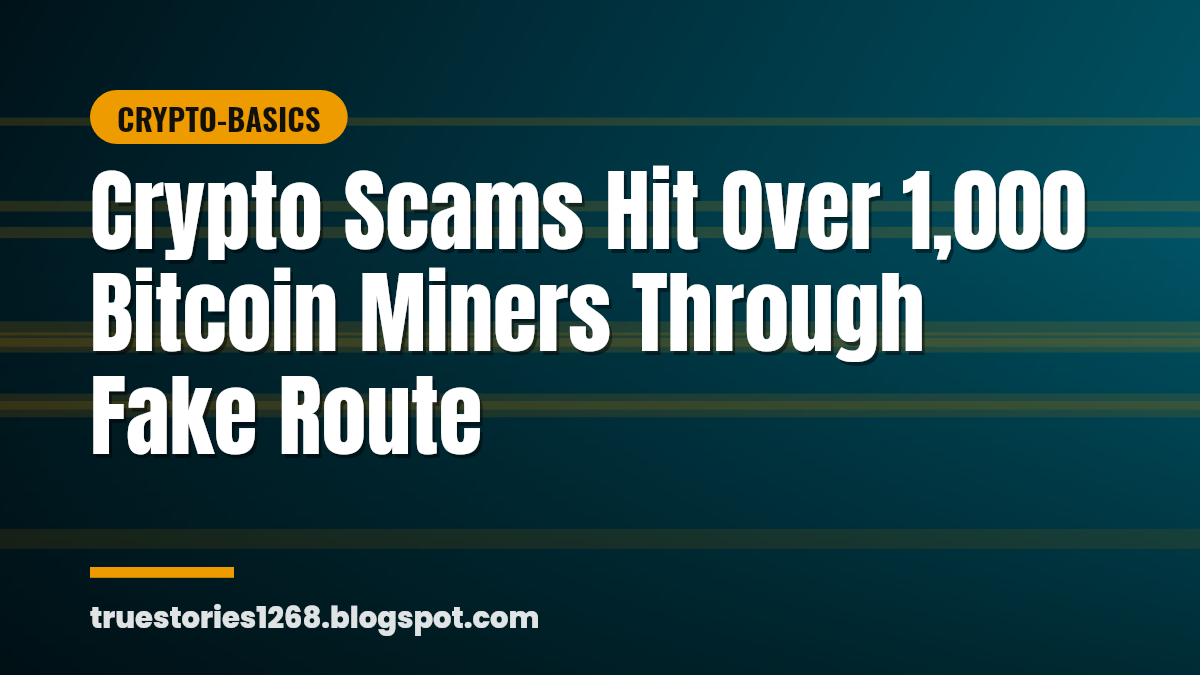 CRYPTO-BASICS
Crypto Scams Hit Over 1,000
Bitcoin Miners Through
Fake Route
truestories1268.blogspot.com